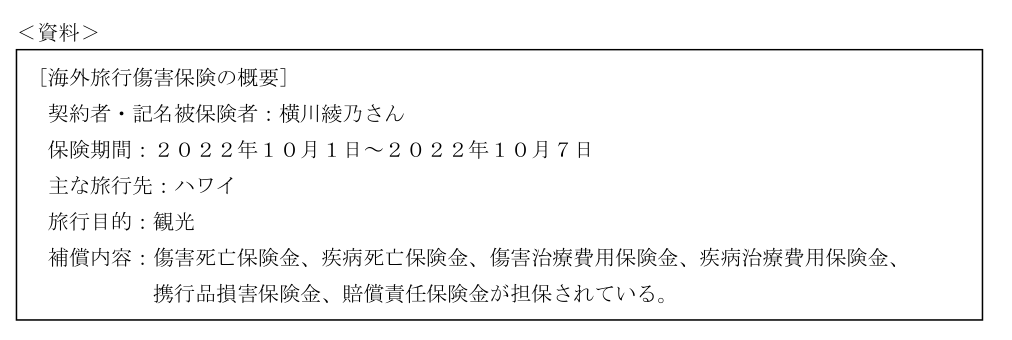 ＜資料＞
［海外旅行傷害保険の概要］
契約者・記名被保険者：横川綾乃さん
保険期間：２０２２年１０月１日～２０２２年１０月７日
主な旅行先：ハワイ
旅行目的：観光
補償内容：傷害死亡保険金、疾病死亡保険金、傷害治療費用保険金、疾病治療費用保険金、
携行品損害保険金、賠償責任保険金が担保されている。